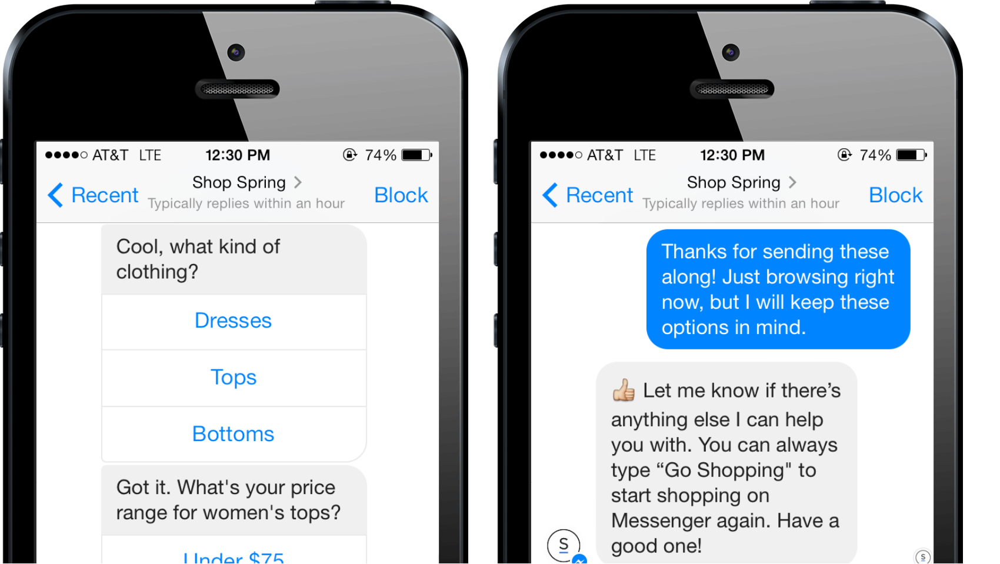 AT&T LTE 12:30 PM 74%
Shop Spring
Recent
Block
Typically replies within an hour
Cool, what kind of
clothing?
Dresses
Tops
Bottoms
Got it. What's your price
range for women's tops?
Under $75
AT&T LTE 12:30 PM 74%
Shop Spring
Recent
Block
Typically replies within an hour
Thanks for sending these
along! Just browsing right
now, but I will keep these
options in mind.
👍🏼 Let me know if there’s
anything else I can help
you with. You can always
type “Go Shopping" to
start shopping on
Messenger again. Have a
good one!
S
S